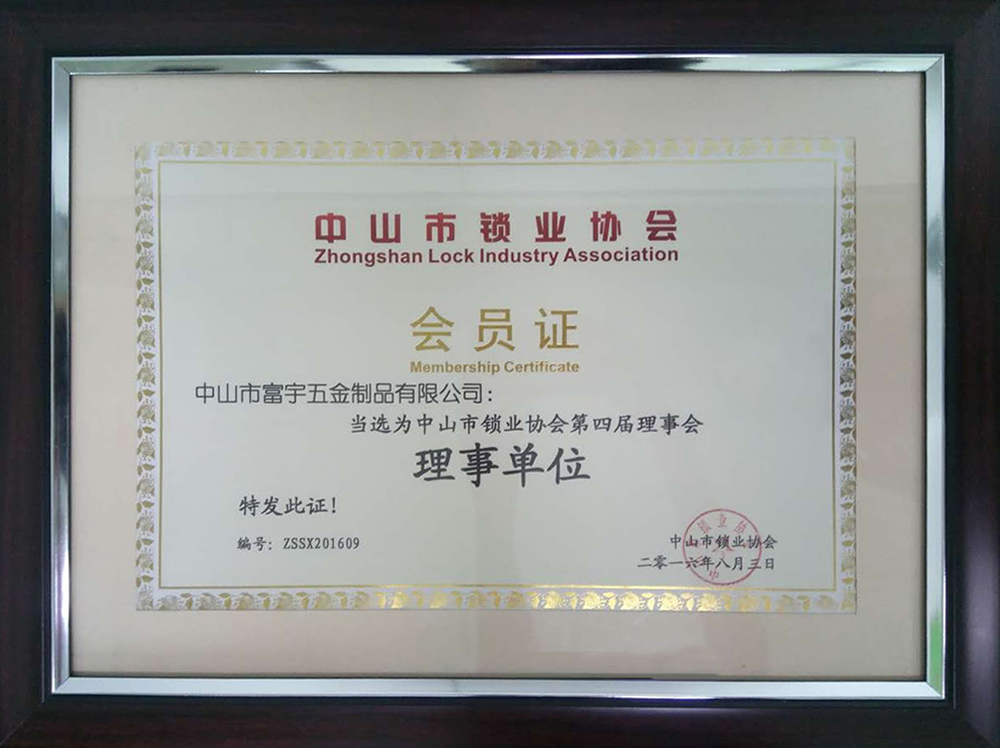 中山市锁业协会
Zhongshan Lock Industry Association
会员证
Membership Certificate
中山市富宇五金制品有限公司：
当选为中山市锁业协会第四届理事会
理事单位
特发此证！
编号：ZSSX201609
中山市锁业协会
二零一六年八月三日